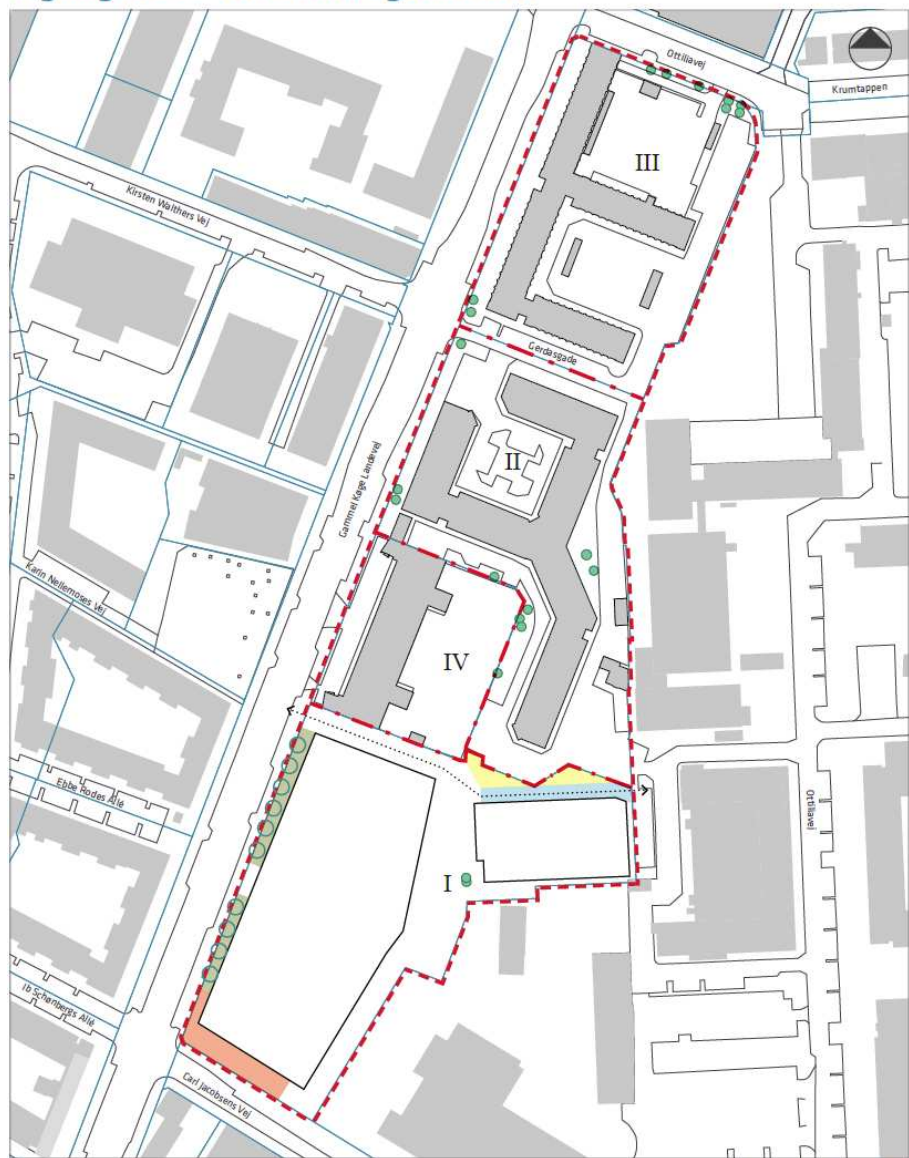 Ottiliavej
Krumtappen
III
Kirsten Walthers Vej
Gerdasgade
II
Gammel Køge Landevej
Karin Nellemoses Vej
IV
Ebbe Rodes Allé
Ottiliavej
I
Ib Schønbergs Allé
Carl Jacobsens Vej